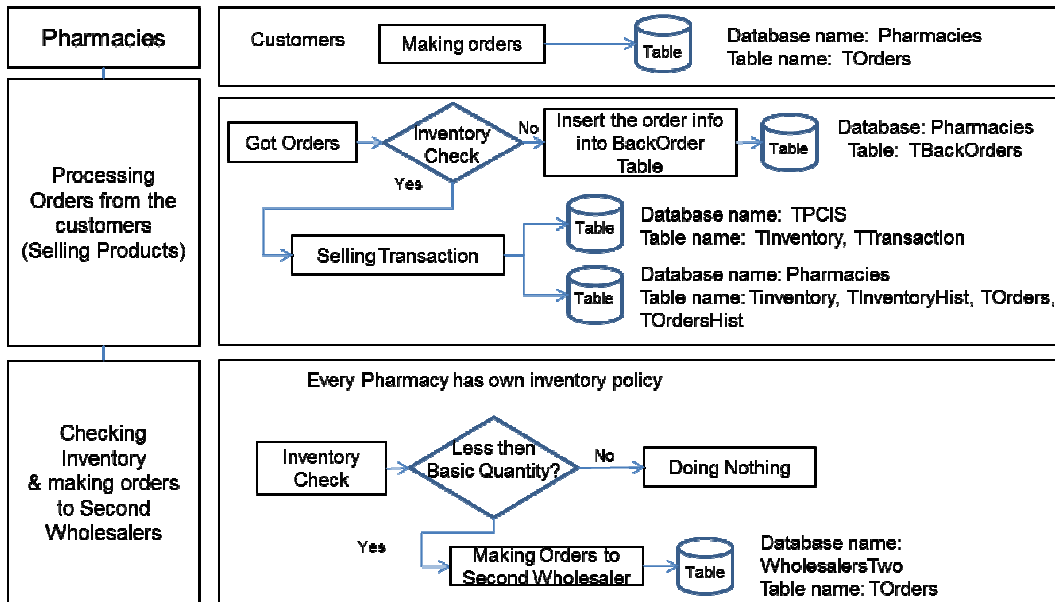 Pharmacies
Customers
Making orders
Table
Database name: Pharmacies
Table name: TOrders
Processing
Orders from the
customers
(Selling Products)
Got Orders
Inventory
Check
No
Yes
Insert the order info
into BackOrder
Table
Table
Database: Pharmacies
Table: TBackOrders
Selling Transaction
Table
Database name: TPCIS
Table name: TInventory, TTransaction
Table
Database name: Pharmacies
Table name: Tinventory, TInventoryHist, TOrders,
TOrdersHist
Checking
Inventory
& making orders
to Second
Wholesalers
Every Pharmacy has own inventory policy
Inventory
Check
Less then
Basic Quantity?
No
Doing Nothing
Yes
Making Orders to
Second Wholesaler
Table
Database name:
WholesalersTwo
Table name: TOrders